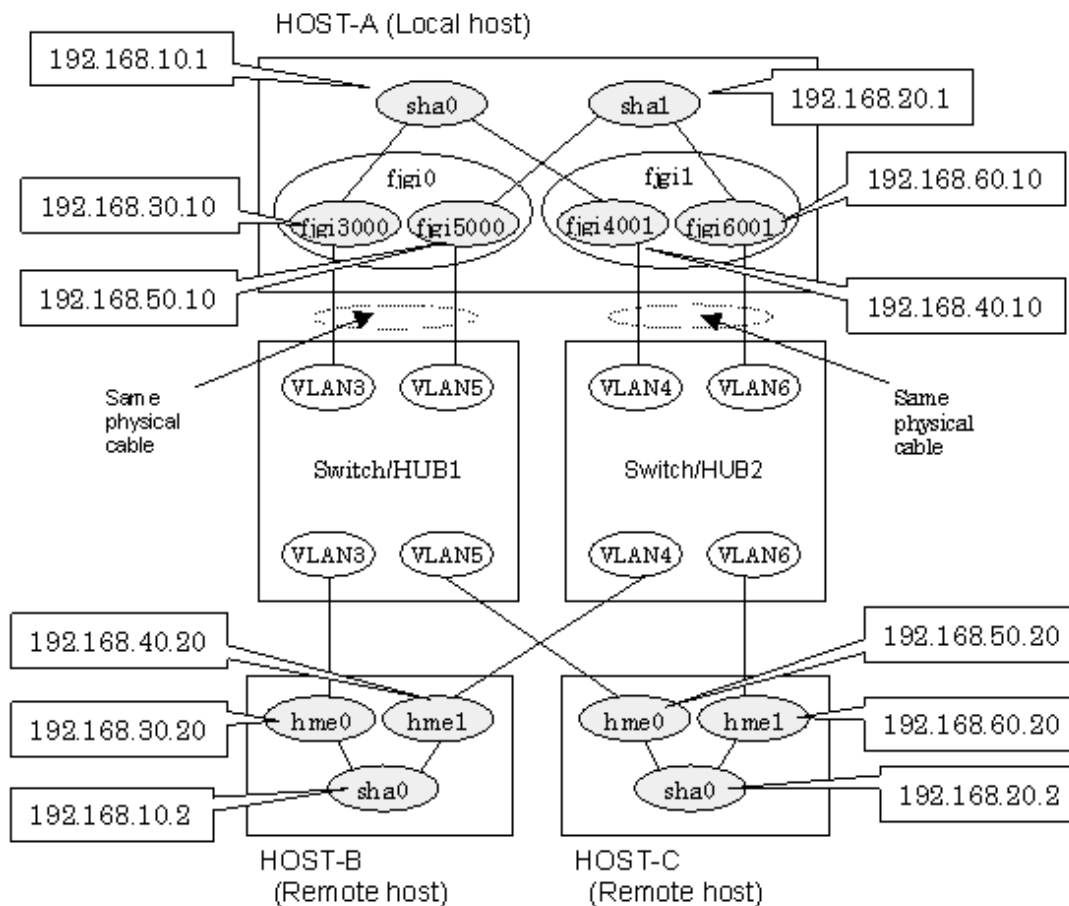 HOST-A (Local host)
192.168.10.1
sha0
sha1
192.168.20.1
fjgi0
fjgi1
192.168.30.10
fjgi3000
fjgi5000
fjgi4001
fjgi6001
192.168.60.10
192.168.50.10
192.168.40.10
Same
physical
cable
VLAN3
VLAN5
VLAN4
VLAN6
Same
physical
cable
Switch/HUB1
Switch/HUB2
VLAN3
VLAN5
VLAN4
VLAN6
192.168.40.20
192.168.50.20
192.168.30.20
hme0
hme1
hme0
hme1
192.168.60.20
192.168.10.2
sha0
sha0
192.168.20.2
HOST-B
(Remote host)
HOST-C
(Remote host)